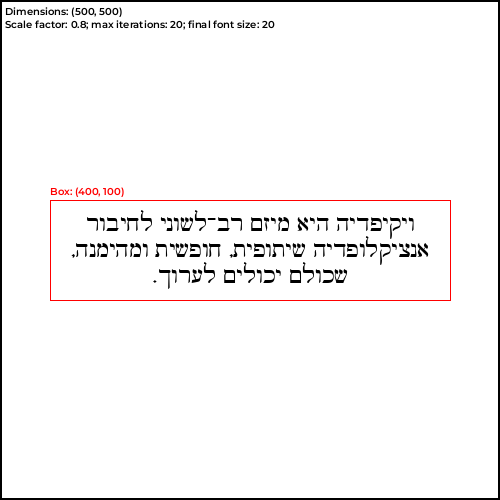 Dimensions: (500, 500)
Scale factor: 0.8; max iterations: 20; final font size: 20
Box: (400, 100)
ויקיפדיה היא מיזם רב־לשוני לחיבור
אנציקלופדיה שיתופית, חופשית ומהימנה,
שכולם יכולים לערוך.